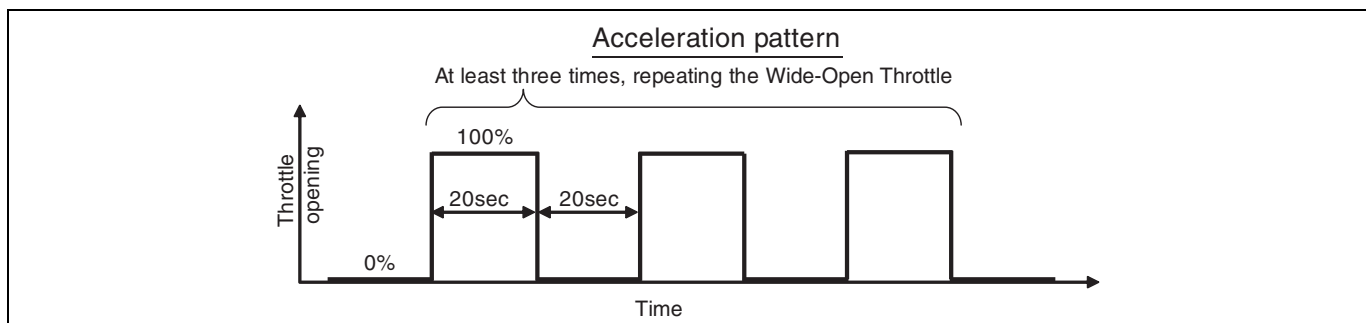 Acceleration pattern
At least three times, repeating the Wide-Open Throttle
100%
Throttle
opening
20sec
20sec
0%
Time